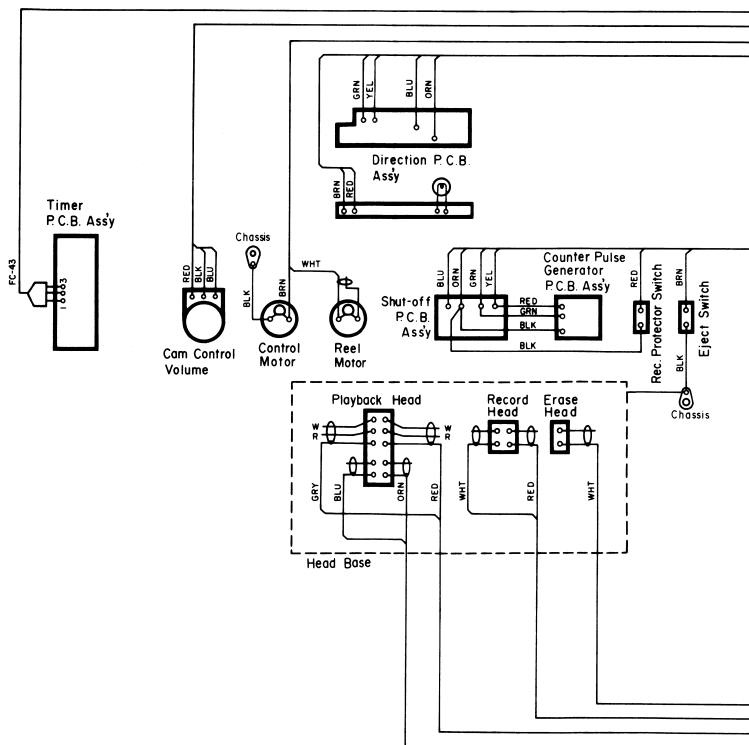 GRN
YEL
BLU
ORN
Direction P.C.B.
Ass'y
BRN
RED
Timer
P.C.B. Ass'y
FC-43
3
1
RED
BLK
BLU
Cam Control
Volume
Chassis
BLK
BRN
WHT
Control
Motor
Reel
Motor
BLU
ORN
GRN
YEL
Shut-off
P.C.B.
Ass'y
RED
GRN
BLK
BLK
Counter Pulse
Generator
P.C.B. Ass'y
RED
Rec. Protector Switch
BRN
Eject Switch
BLK
Chassis
Playback Head
W
R
W
R
GRY
BLU
ORN
RED
Record
Head
WHT
RED
Erase
Head
WHT
Head Base